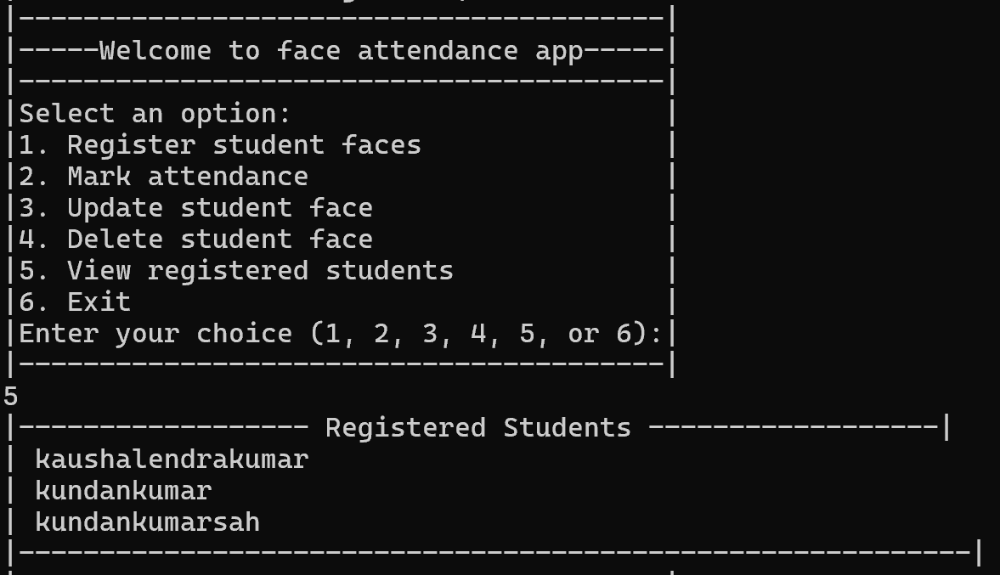 |----------------------------------------|
|-----Welcome to face attendance app-----|
|----------------------------------------|
|Select an option:                       |
|1. Register student faces               |
|2. Mark attendance                      |
|3. Update student face                  |
|4. Delete student face                  |
|5. View registered students             |
|6. Exit                                 |
|Enter your choice (1, 2, 3, 4, 5, or 6):|
|----------------------------------------|
5
|------------------ Registered Students ------------------|
| kaushalendrakumar
| kundankumar
| kundankumarsah
|-----------------------------------------------------------|